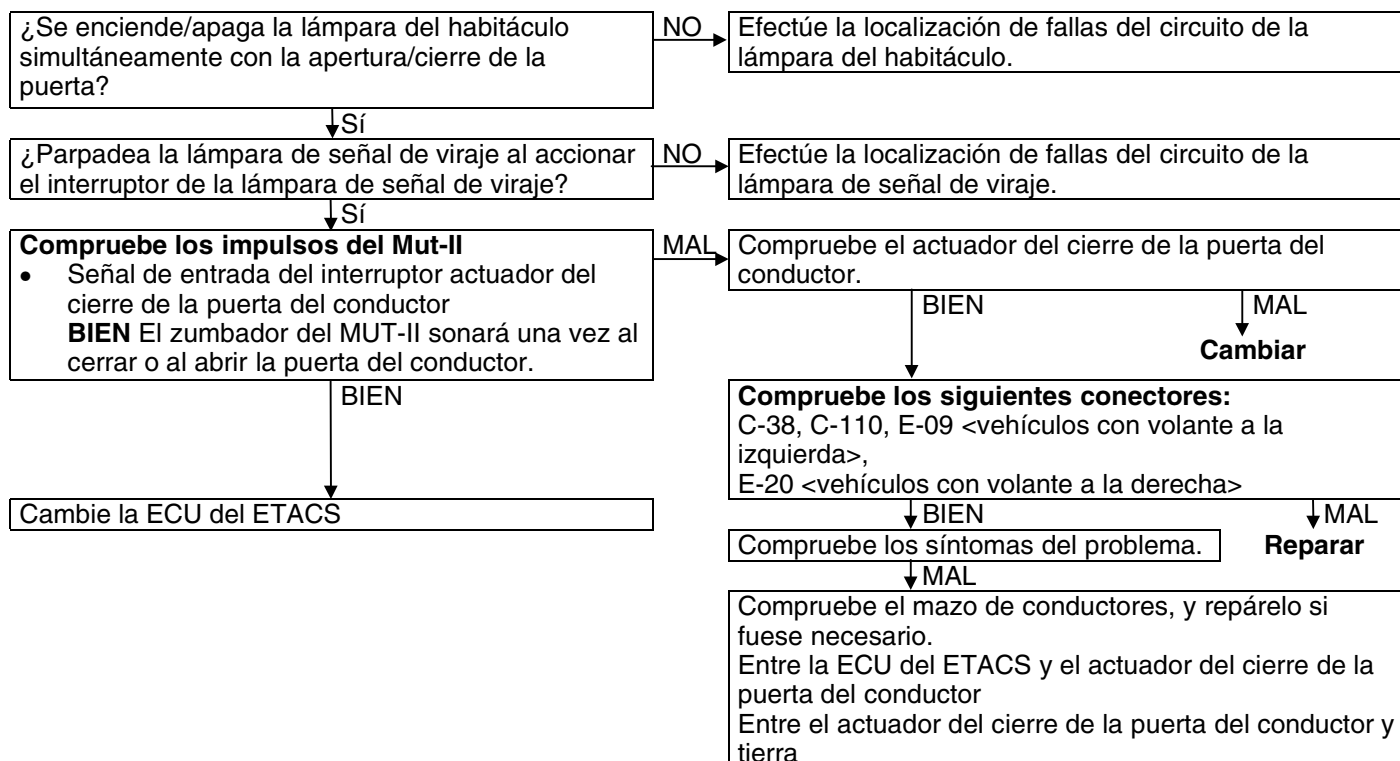 ¿Se enciende/apaga la lámpara del habitáculo
simultáneamente con la apertura/cierre de la
puerta?
NO
Efectúe la localización de fallas del circuito de la
lámpara del habitáculo.
Sí
¿Parpadea la lámpara de señal de viraje al accionar
el interruptor de la lámpara de señal de viraje?
NO
Efectúe la localización de fallas del circuito de la
lámpara de señal de viraje.
Sí
Compruebe los impulsos del Mut-II
• Señal de entrada del interruptor actuador del
cierre de la puerta del conductor
BIEN El zumbador del MUT-II sonará una vez al
cerrar o al abrir la puerta del conductor.
MAL
Compruebe el actuador del cierre de la puerta del
conductor.
BIEN
MAL
Cambiar
BIEN
Cambie la ECU del ETACS
Compruebe los siguientes conectores:
C-38, C-110, E-09 <vehículos con volante a la
izquierda>,
E-20 <vehículos con volante a la derecha>
BIEN
MAL
Compruebe los síntomas del problema.
Reparar
MAL
Compruebe el mazo de conductores, y repárelo si
fuese necesario.
Entre la ECU del ETACS y el actuador del cierre de la
puerta del conductor
Entre el actuador del cierre de la puerta del conductor y
tierra